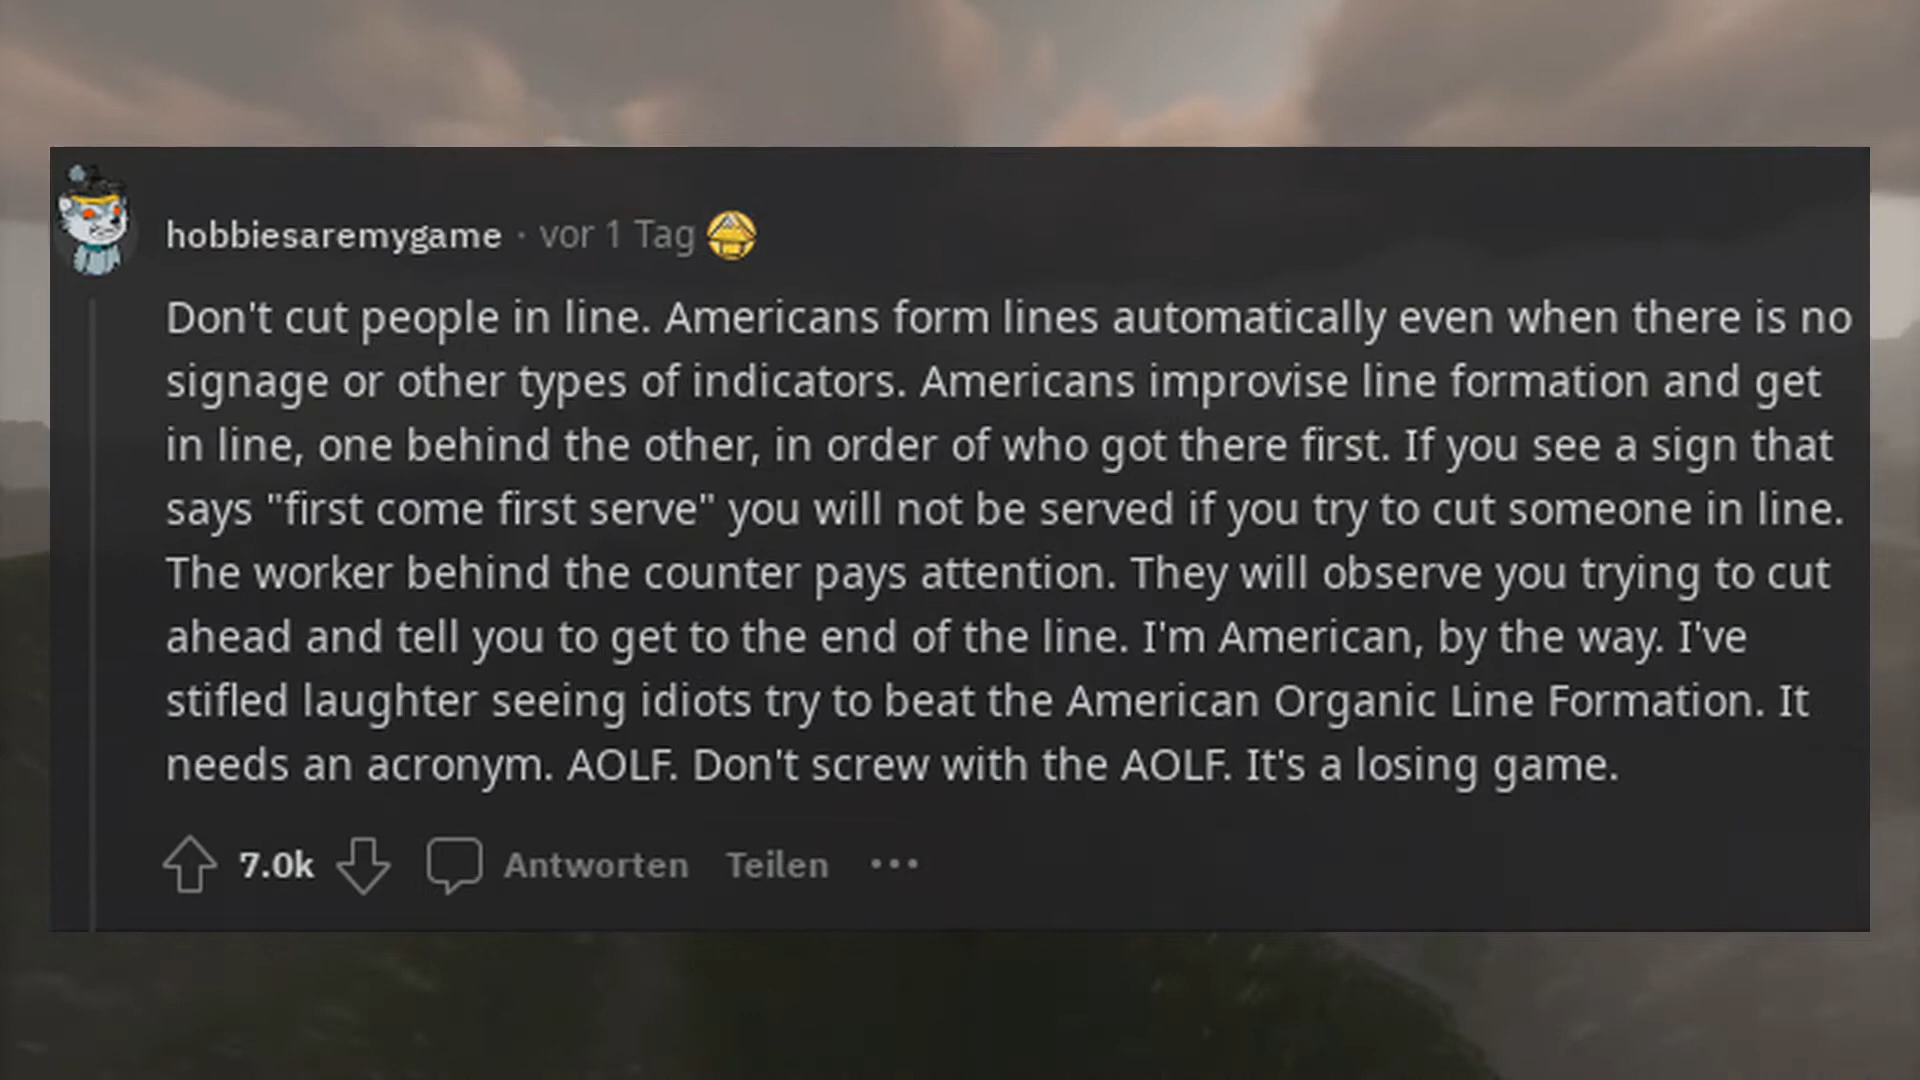 hobbiesaremygame · vor 1 Tag
Don't cut people in line. Americans form lines automatically even when there is no
signage or other types of indicators. Americans improvise line formation and get
in line, one behind the other, in order of who got there first. If you see a sign that
says "first come first serve" you will not be served if you try to cut someone in line.
The worker behind the counter pays attention. They will observe you trying to cut
ahead and tell you to get to the end of the line. I'm American, by the way. I've
stifled laughter seeing idiots try to beat the American Organic Line Formation. It
needs an acronym. AOLF. Don't screw with the AOLF. It's a losing game.
7.0k Antworten Teilen